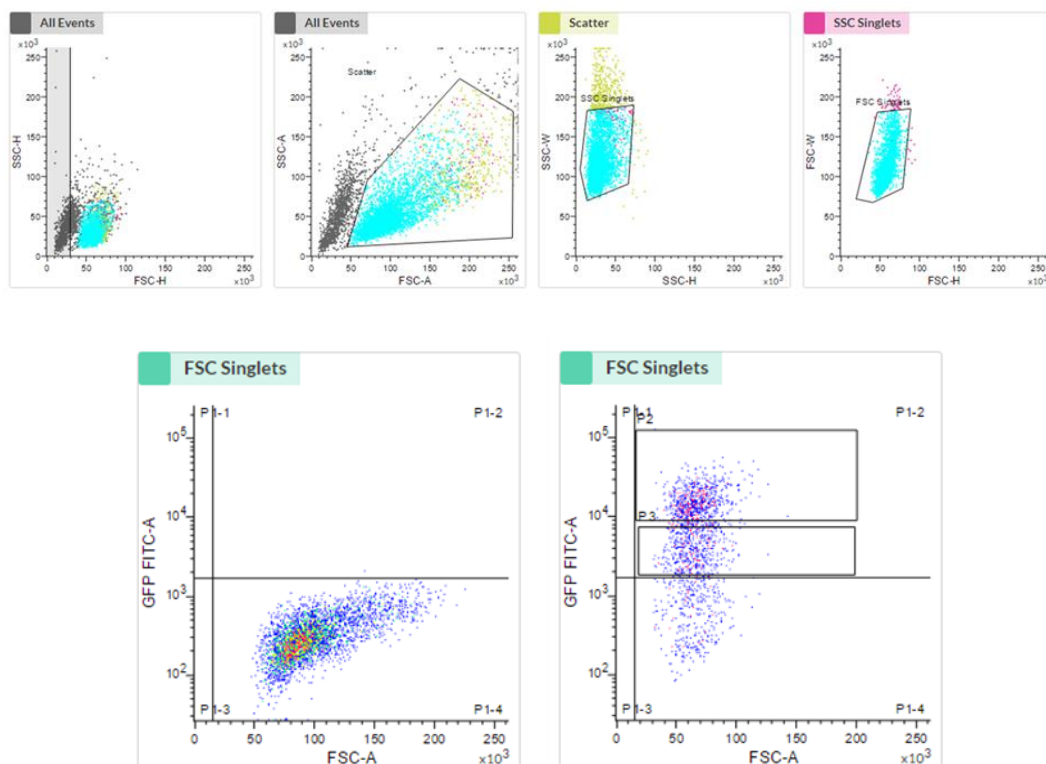 All Events
x10³
SSC-H
250
200
150
100
50
0
0 50 100 150 200 250
FSC-H x10³
All Events
x10³
Scatter
SSC-A
250
200
150
100
50
0
0 50 100 150 200 250
FSC-A x10³
Scatter
x10³
SSC Singlets
SSC-W
250
200
150
100
50
0
0 50 100 150 200 250
SSC-H x10³
SSC Singlets
x10³
FSC Singlets
FSC-W
250
200
150
100
50
0
0 50 100 150 200 250
FSC-H x10³
FSC Singlets
P1-1 P1-2
GFP FITC-A
10⁵
10⁴
10³
10²
P1-3 P1-4
0 50 100 150 200 250
FSC-A x10³
FSC Singlets
P1-1 P1-2
P2
P3
GFP FITC-A
10⁵
10⁴
10³
10²
P1-3 P1-4
0 50 100 150 200 250
FSC-A x10³